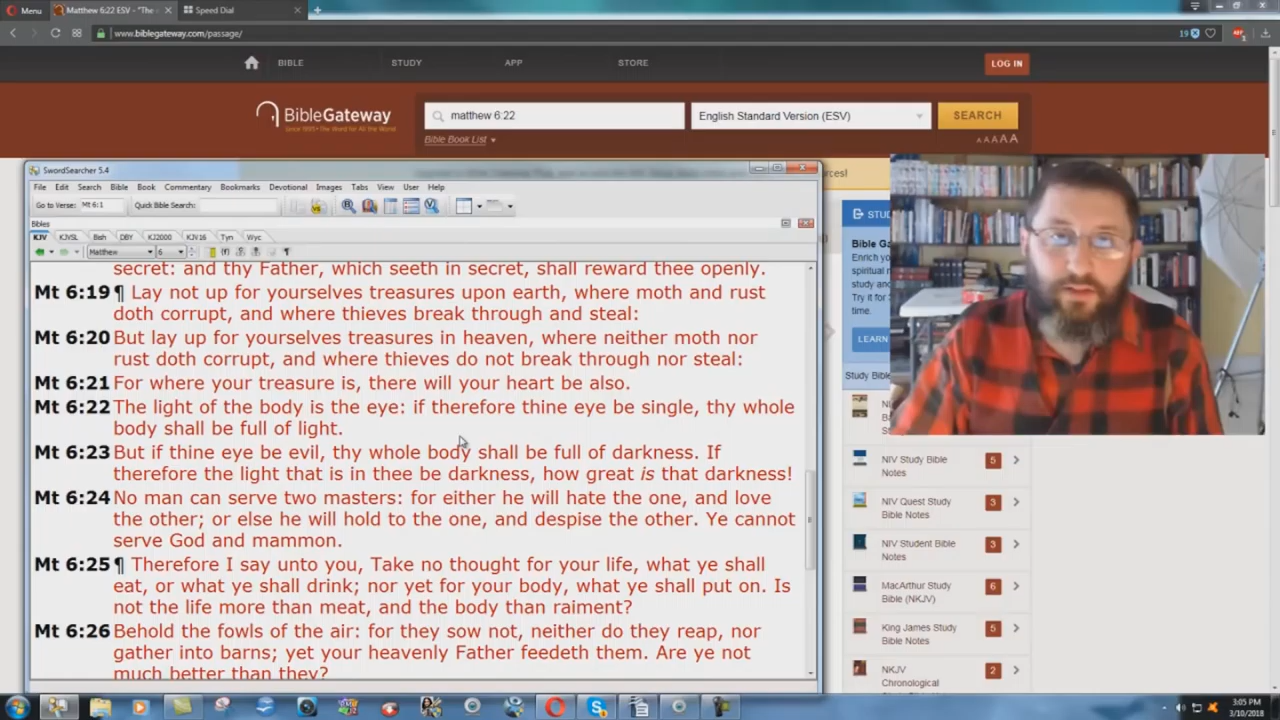 Menu
Matthew 6:22 ESV - "The
Speed Dial
www.biblegateway.com/passage/
19
BIBLE STUDY APP STORE
LOG IN
BibleGateway
matthew 6:22
English Standard Version (ESV)
SEARCH
Bible Book List
A A A A A
SwordSearcher 5.4
File Edit Search Bible Book Commentary Bookmarks Devotional Images Tabs View User Help
Go to Verse: Mt 6:1 Quick Bible Search:
Bibles
KJV KJVSL Bish DBY KJ2000 KJV16 Tyn Wyc
Matthew 6
secret: and thy Father, which seeth in secret, shall reward thee openly.
Mt 6:19 ¶ Lay not up for yourselves treasures upon earth, where moth and rust
doth corrupt, and where thieves break through and steal:
Mt 6:20 But lay up for yourselves treasures in heaven, where neither moth nor
rust doth corrupt, and where thieves do not break through nor steal:
Mt 6:21 For where your treasure is, there will your heart be also.
Mt 6:22 The light of the body is the eye: if therefore thine eye be single, thy whole
body shall be full of light.
Mt 6:23 But if thine eye be evil, thy whole body shall be full of darkness. If
therefore the light that is in thee be darkness, how great is that darkness!
Mt 6:24 No man can serve two masters: for either he will hate the one, and love
the other; or else he will hold to the one, and despise the other. Ye cannot
serve God and mammon.
Mt 6:25 ¶ Therefore I say unto you, Take no thought for your life, what ye shall
eat, or what ye shall drink; nor yet for your body, what ye shall put on. Is
not the life more than meat, and the body than raiment?
Mt 6:26 Behold the fowls of the air: for they sow not, neither do they reap, nor
gather into barns; yet your heavenly Father feedeth them. Are ye not
much better than they?
STU
Bible Ga
Enrich y
spiritual
study and
Try it for
time.
LEARN
Study Bib
NIV Study Bible
Notes
5
NIV Quest Study
Bible Notes
3
NIV Student Bible
Notes
3
MacArthur Study
Bible (NKJV)
6
King James Study
Bible Notes
5
NKJV
Chronological
2
3:05 PM
3/10/2018